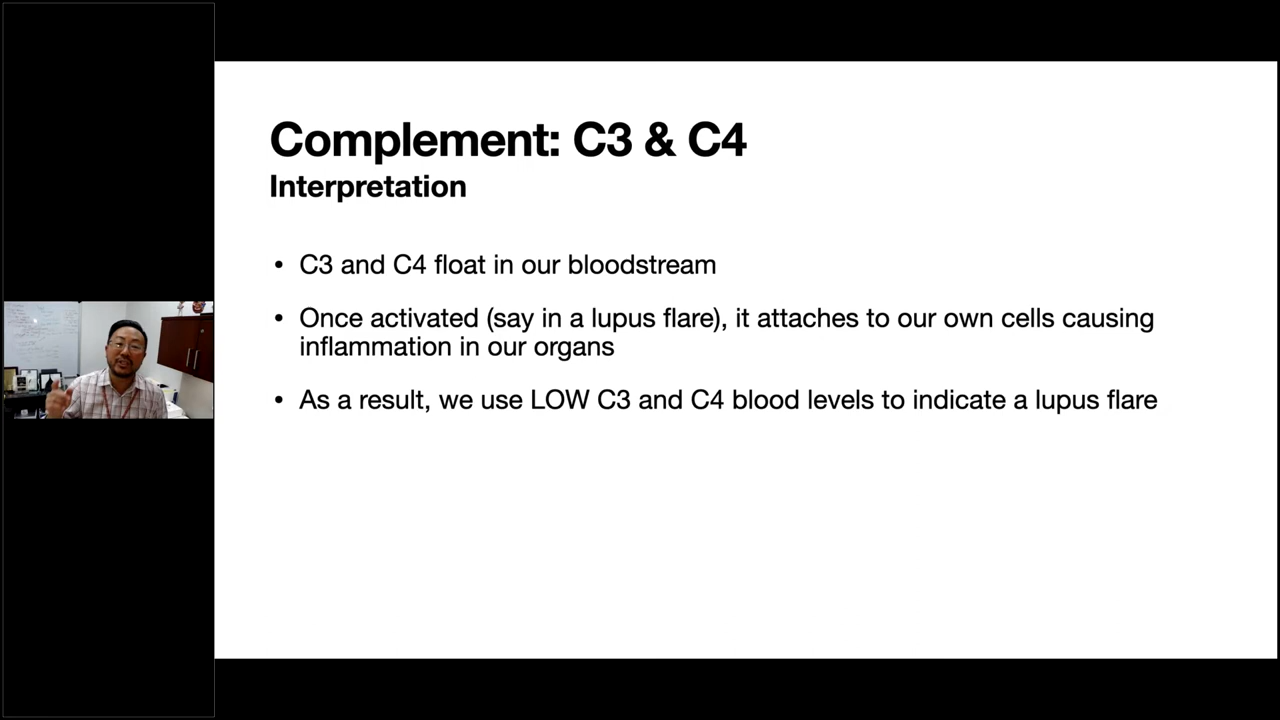 Complement: C3 & C4
Interpretation
• C3 and C4 float in our bloodstream
• Once activated (say in a lupus flare), it attaches to our own cells causing
inflammation in our organs
• As a result, we use LOW C3 and C4 blood levels to indicate a lupus flare